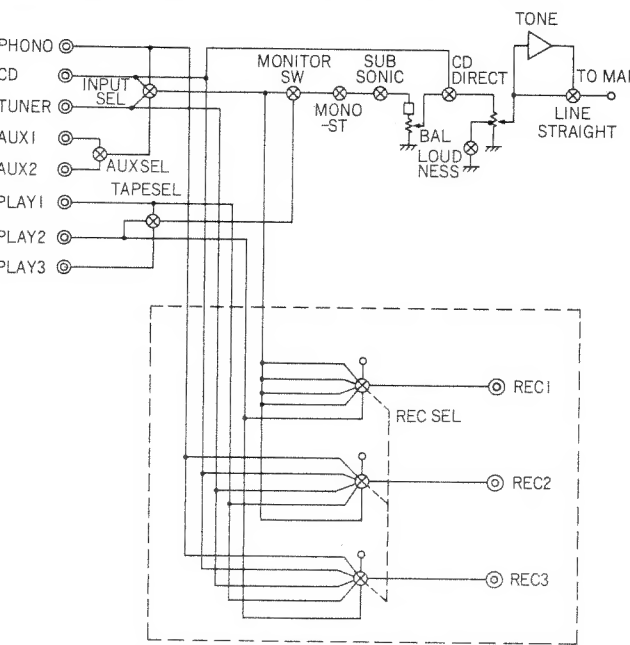 TONE
PHONO
CD
TUNER
AUX1
AUX2
PLAY1
PLAY2
PLAY3
INPUT
SEL
AUXSEL
TAPESEL
MONITOR
SW
MONO
-ST
SUB
SONIC
BAL
CD
DIRECT
LOUD
NESS
TO MAI
LINE
STRAIGHT
REC SEL
REC1
REC2
REC3